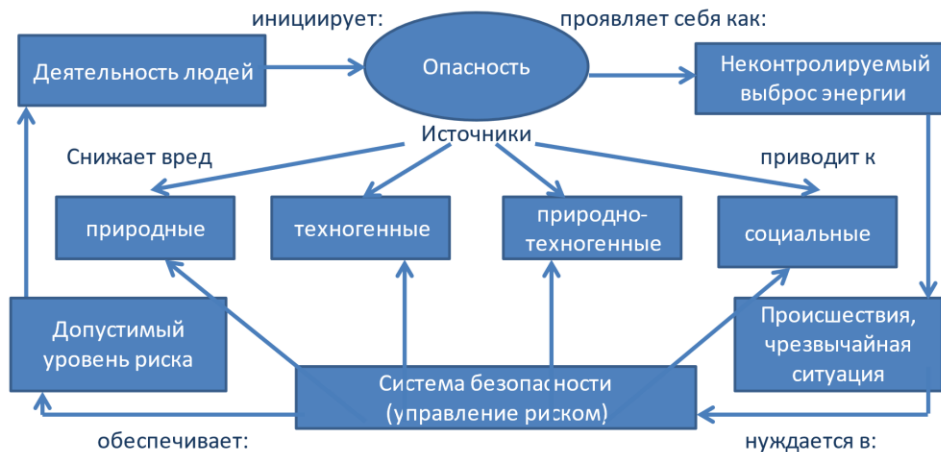 инициирует:
проявляет себя как:
Деятельность людей
Опасность
Неконтролируемый
выброс энергии
Источники
Снижает вред
приводит к
природные
техногенные
природно-
техногенные
социальные
Допустимый
уровень риска
Происшествия,
чрезвычайная
ситуация
Система безопасности
(управление риском)
обеспечивает:
нуждается в: